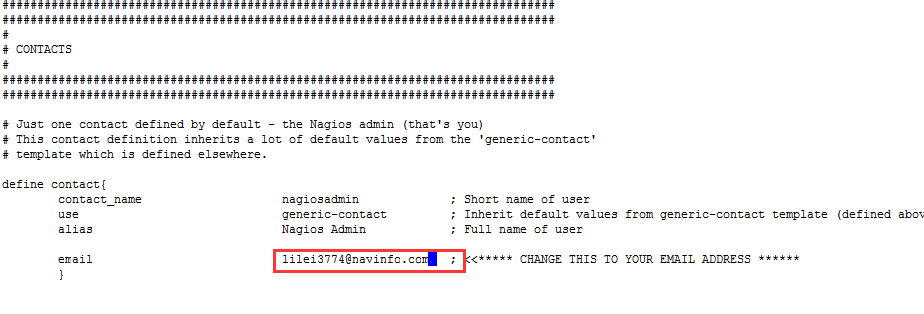 ###############################################################################
###############################################################################
#
# CONTACTS
#
###############################################################################
###############################################################################
# Just one contact defined by default - the Nagios admin (that's you)
# This contact definition inherits a lot of default values from the 'generic-contact'
# template which is defined elsewhere.
define contact{
contact_name nagiosadmin ; Short name of user
use generic-contact ; Inherit default values from generic-contact template (defined abov
alias Nagios Admin ; Full name of user
email lilei3774@navinfo.com ; <<***** CHANGE THIS TO YOUR EMAIL ADDRESS ******
}